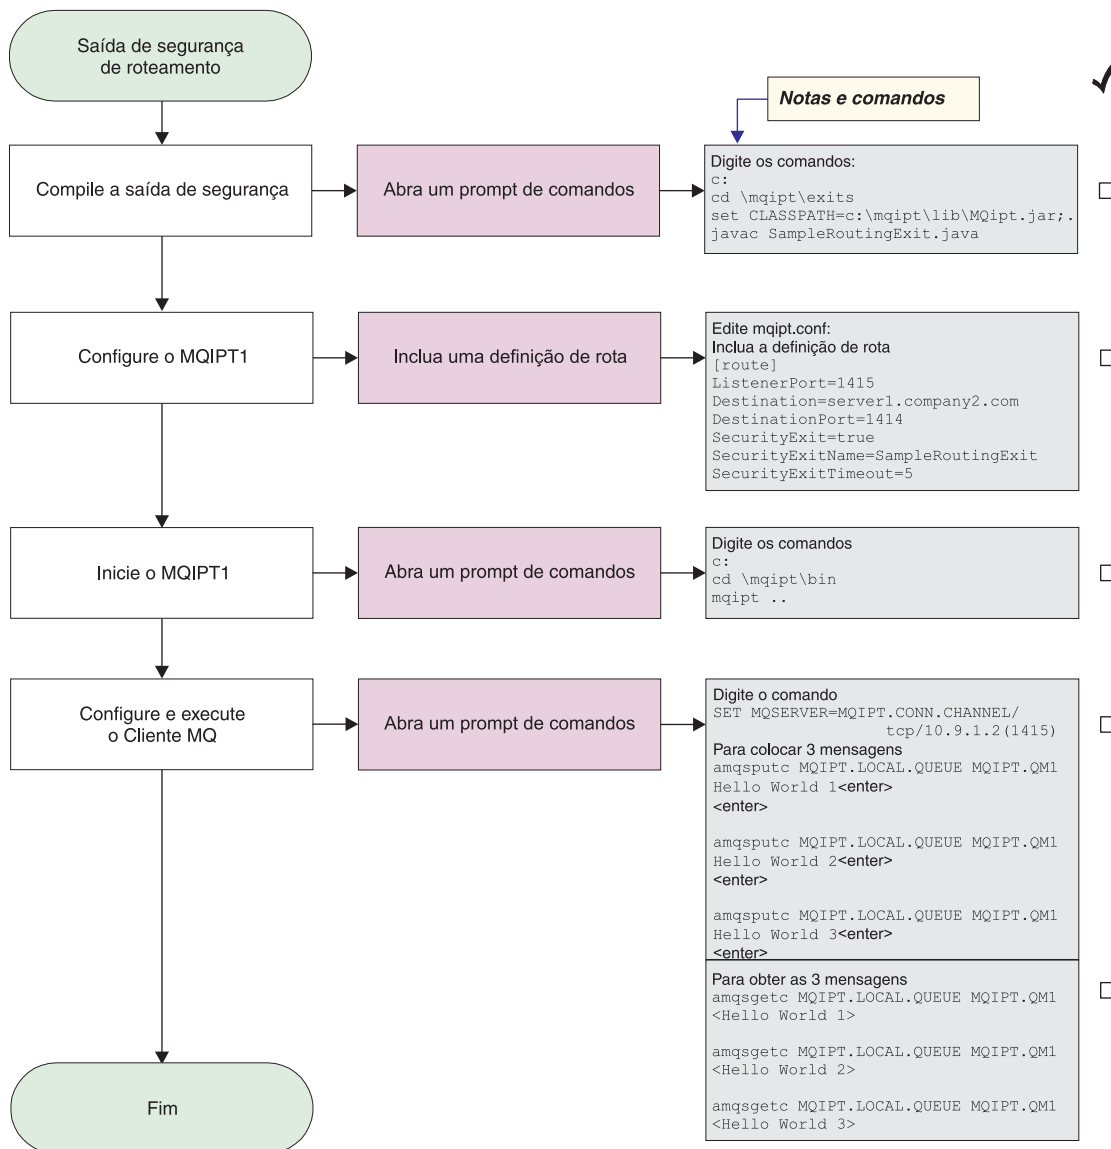 Saída de segurança
de roteamento
Notas e comandos
Compile a saída de segurança
Abra um prompt de comandos
Digite os comandos:
c:
cd \mqipt\exits
set CLASSPATH=c:\mqipt\lib\MQipt.jar;.
javac SampleRoutingExit.java
Configure o MQIPT1
Inclua uma definição de rota
Edite mqipt.conf:
Inclua a definição de rota
[route]
ListenerPort=1415
Destination=server1.company2.com
DestinationPort=1414
SecurityExit=true
SecurityExitName=SampleRoutingExit
SecurityExitTimeout=5
Inicie o MQIPT1
Abra um prompt de comandos
Digite os comandos
c:
cd \mqipt\bin
mqipt ..
Configure e execute
o Cliente MQ
Abra um prompt de comandos
Digite o comando
SET MQSERVER=MQIPT.CONN.CHANNEL/
tcp/10.9.1.2(1415)
Para colocar 3 mensagens
amqsputc MQIPT.LOCAL.QUEUE MQIPT.QM1
Hello World 1<enter>
<enter>
amqsputc MQIPT.LOCAL.QUEUE MQIPT.QM1
Hello World 2<enter>
<enter>
amqsputc MQIPT.LOCAL.QUEUE MQIPT.QM1
Hello World 3<enter>
<enter>
Para obter as 3 mensagens
amqsgetc MQIPT.LOCAL.QUEUE MQIPT.QM1
<Hello World 1>
amqsgetc MQIPT.LOCAL.QUEUE MQIPT.QM1
<Hello World 2>
amqsgetc MQIPT.LOCAL.QUEUE MQIPT.QM1
<Hello World 3>
Fim